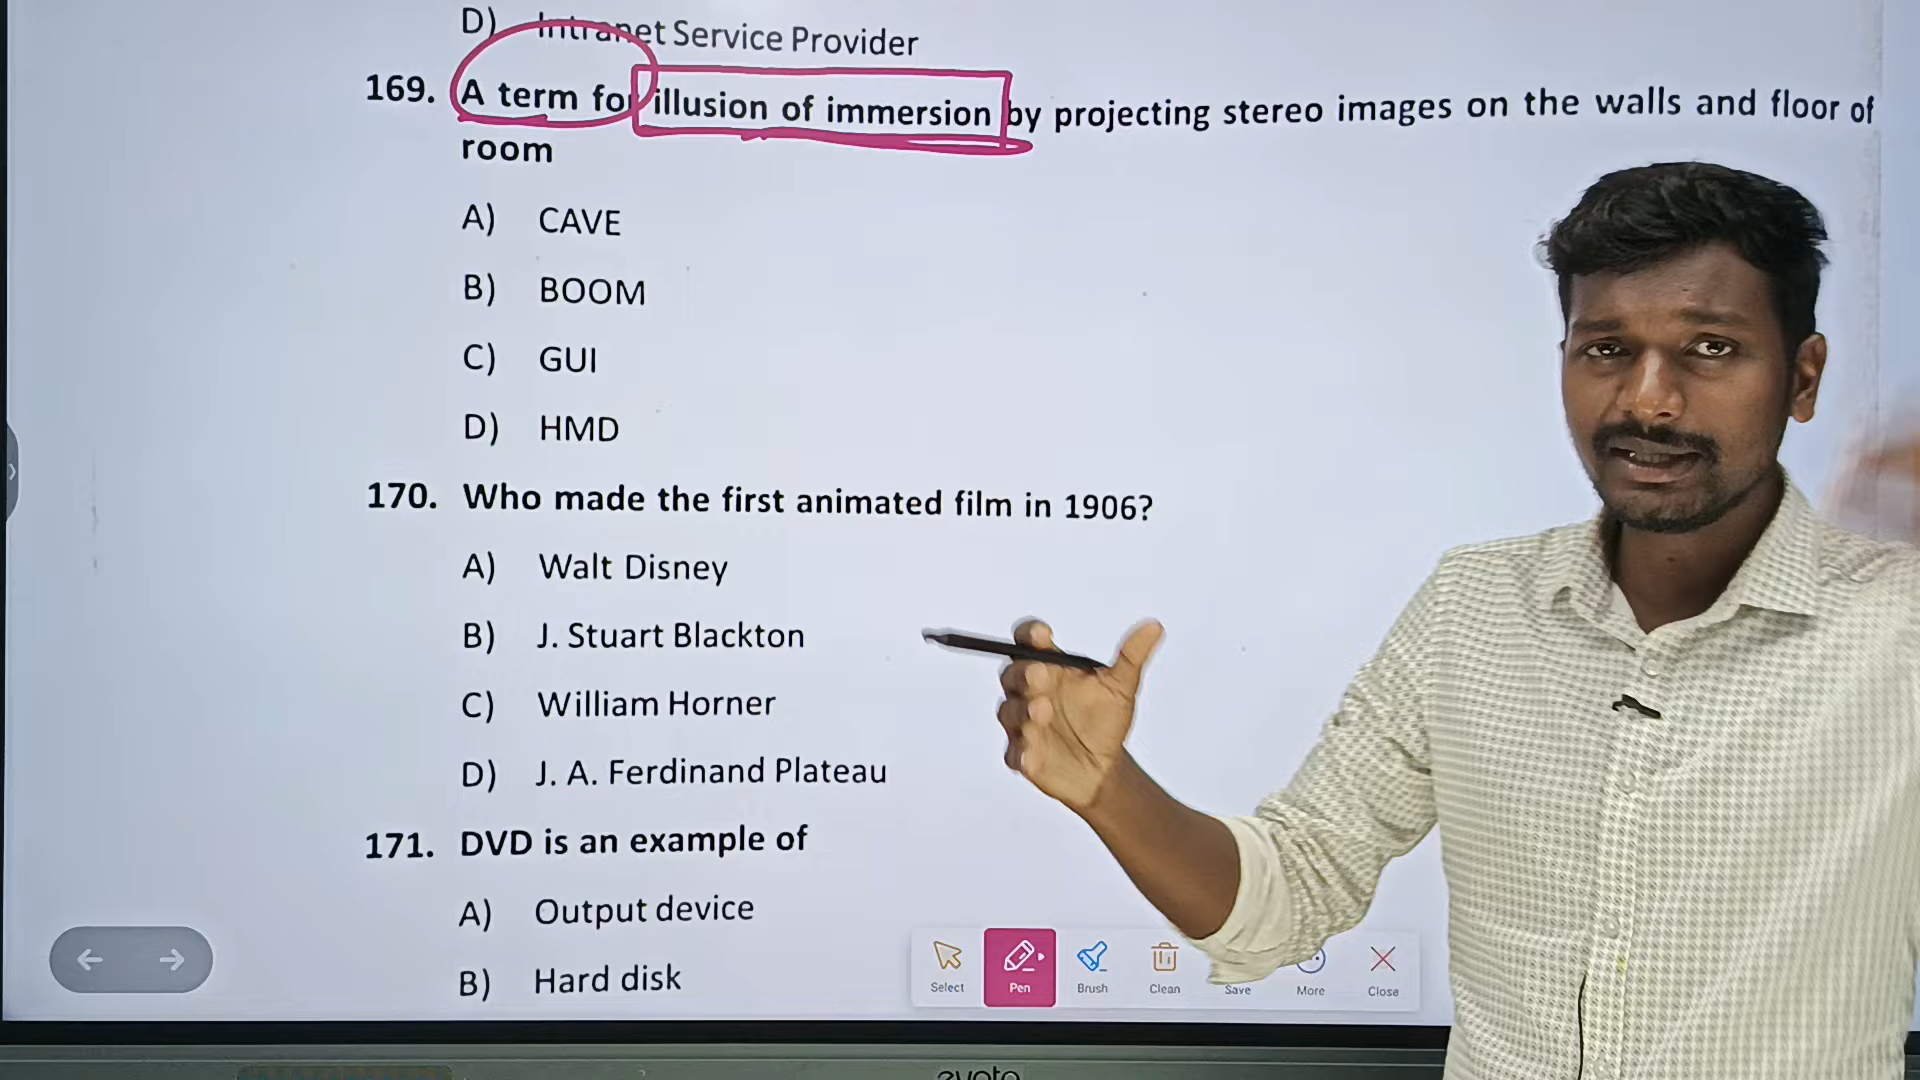 D) Intranet Service Provider
169. A term for illusion of immersion by projecting stereo images on the walls and floor of
room
A) CAVE
B) BOOM
C) GUI
D) HMD
170. Who made the first animated film in 1906?
A) Walt Disney
B) J. Stuart Blackton
C) William Horner
D) J. A. Ferdinand Plateau
171. DVD is an example of
A) Output device
B) Hard disk
Select Pen Brush Clean Save More Close